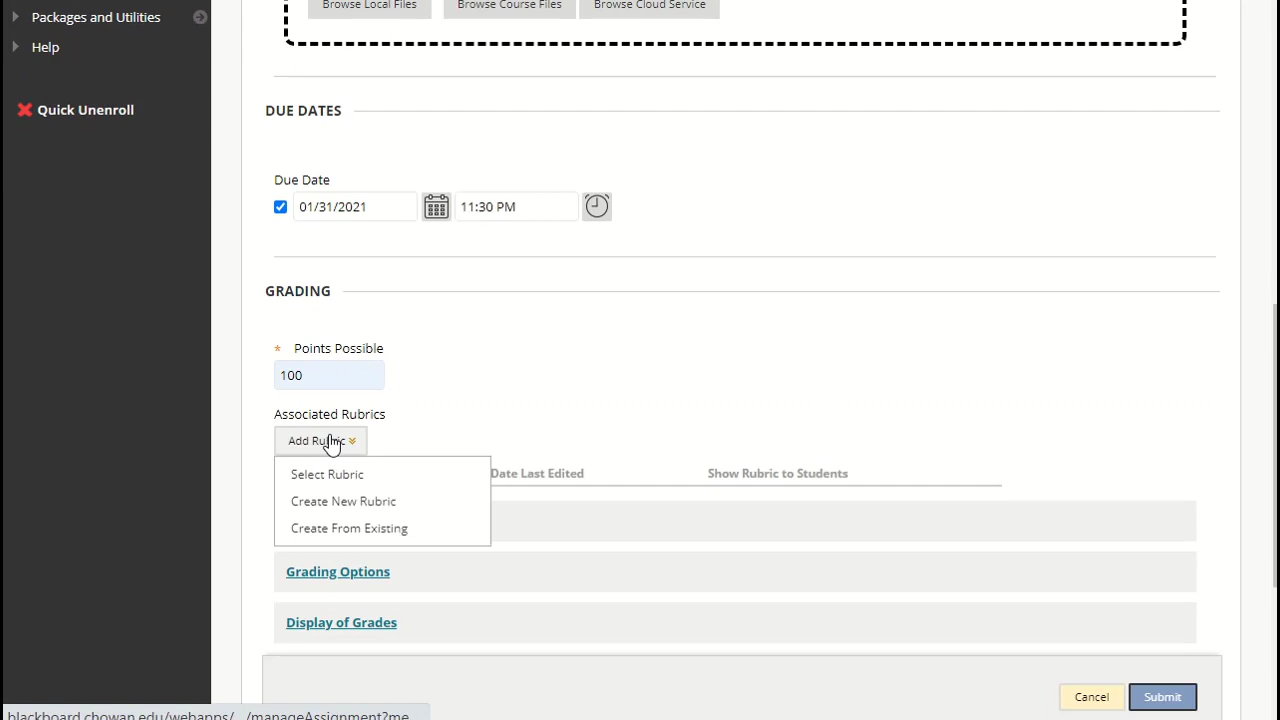 Packages and Utilities
Help
Quick Unenroll
Browse Local Files
Browse Course Files
Browse Cloud Service
DUE DATES
Due Date
01/31/2021
11:30 PM
GRADING
* Points Possible
100
Associated Rubrics
Add Rubric
Select Rubric
Create New Rubric
Create From Existing
Date Last Edited
Show Rubric to Students
Grading Options
Display of Grades
Cancel
Submit
blackboard.chowan.edu/webapps/.../manageAssignment?me...